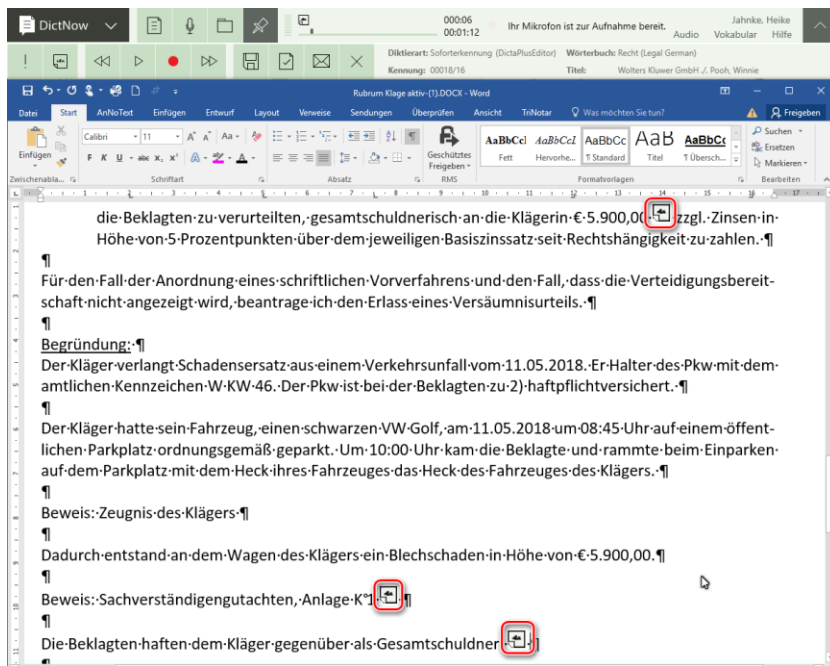 DictNow
000:06
00:01:12
Ihr Mikrofon ist zur Aufnahme bereit.
Audio
Jahnke, Heike
Vokabular Hilfe
Diktierart: Soforterkennung (DictaPlusEditor) Wörterbuch: Recht (Legal German)
Kennung: 00018/16 Titel: Wolters Kluwer GmbH ./. Pooh, Winnie
Rubrum Klage aktiv-(1).DOCX - Word
Datei Start AnNoText Einfügen Entwurf Layout Verweise Sendungen Überprüfen Ansicht TriNotar Was möchten Sie tun? Freigeben
Einfügen
Calibri 11
F K U abc x₂ x²
Geschütztes Freigeben
AaBbCcI AaBbCcI AaBbCc AaB AaBbCc
Fett Hervorhe... ¶ Standard Titel ¶ Übersch...
Suchen
Ersetzen
Markieren
Zwischenabla... Schriftart Absatz RMS Formatvorlagen Bearbeiten
die Beklagten zu verurteilten, gesamtschuldnerisch an die Klägerin € 5.900,00 zzgl. Zinsen in
Höhe von 5 Prozentpunkten über dem jeweiligen Basiszinssatz seit Rechtshängigkeit zu zahlen. ¶
¶
Für den Fall der Anordnung eines schriftlichen Vorverfahrens und den Fall, dass die Verteidigungsbereit-
schaft nicht angezeigt wird, beantrage ich den Erlass eines Versäumnisurteils. ¶
¶
Begründung: ¶
Der Kläger verlangt Schadensersatz aus einem Verkehrsunfall vom 11.05.2018. Er Halter des Pkw mit dem
amtlichen Kennzeichen W KW 46. Der Pkw ist bei der Beklagten zu 2) haftpflichtversichert. ¶
¶
Der Kläger hatte sein Fahrzeug, einen schwarzen VW Golf, am 11.05.2018 um 08:45 Uhr auf einem öffent-
lichen Parkplatz ordnungsgemäß geparkt. Um 10:00 Uhr kam die Beklagte und rammte beim Einparken
auf dem Parkplatz mit dem Heck ihres Fahrzeuges das Heck des Fahrzeuges des Klägers. ¶
¶
Beweis: Zeugnis des Klägers ¶
¶
Dadurch entstand an dem Wagen des Klägers ein Blechschaden in Höhe von € 5.900,00. ¶
¶
Beweis: Sachverständigengutachten, Anlage K°1 ¶
¶
Die Beklagten haften dem Kläger gegenüber als Gesamtschuldner ¶